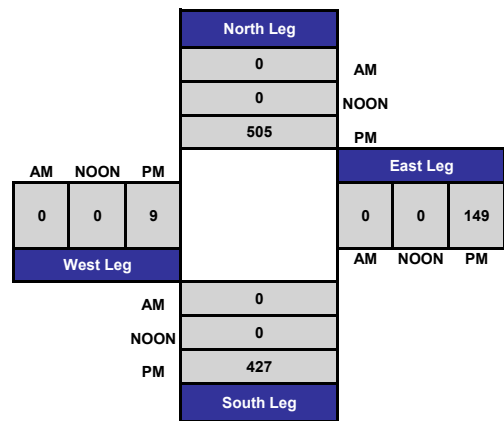 North Leg
0 AM
0 NOON
505 PM
AM NOON PM East Leg
0 0 9 0 0 149
West Leg AM NOON PM
AM 0
NOON 0
PM 427
South Leg